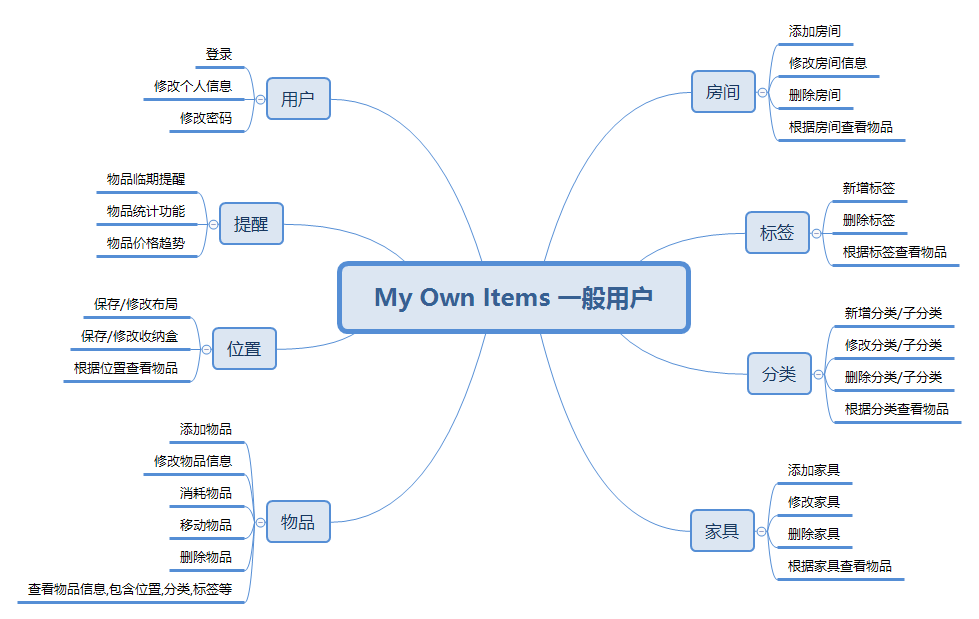 My Own Items 一般用户
用户
登录
修改个人信息
修改密码
提醒
物品临期提醒
物品统计功能
物品价格趋势
位置
保存/修改布局
保存/修改收纳盒
根据位置查看物品
物品
添加物品
修改物品信息
消耗物品
移动物品
删除物品
查看物品信息,包含位置,分类,标签等
房间
添加房间
修改房间信息
删除房间
根据房间查看物品
标签
新增标签
删除标签
根据标签查看物品
分类
新增分类/子分类
修改分类/子分类
删除分类/子分类
根据分类查看物品
家具
添加家具
修改家具
删除家具
根据家具查看物品